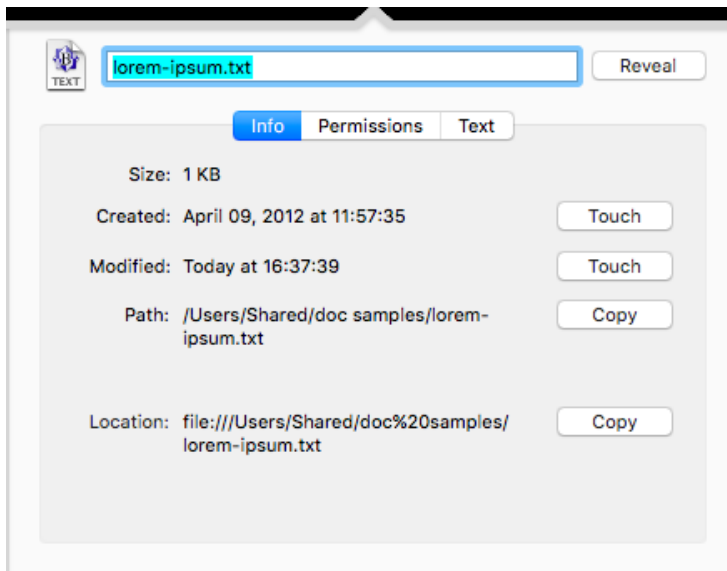 TEXT
lorem-ipsum.txt
Reveal
Info Permissions Text
Size: 1 KB
Created: April 09, 2012 at 11:57:35 Touch
Modified: Today at 16:37:39 Touch
Path: /Users/Shared/doc samples/lorem- Copy
ipsum.txt
Location: file:///Users/Shared/doc%20samples/ Copy
lorem-ipsum.txt